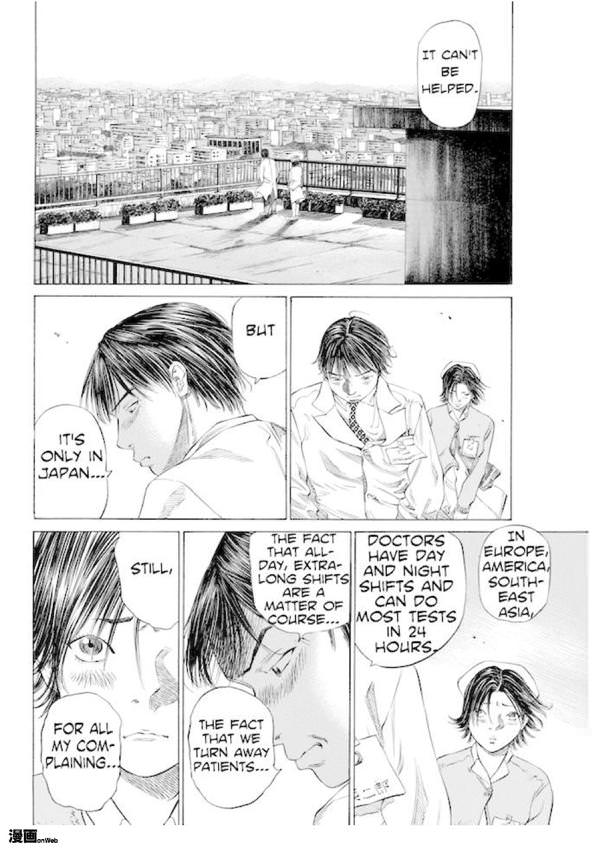 IT CAN'T
BE
HELPED.
BUT
IT'S
ONLY IN
JAPAN...
IN
EUROPE,
AMERICA,
SOUTH-
EAST
ASIA,
DOCTORS
HAVE DAY
AND NIGHT
SHIFTS AND
CAN DO
MOST TESTS
IN 24
HOURS.
THE FACT
THAT ALL-
DAY, EXTRA-
LONG SHIFTS
ARE A
MATTER OF
COURSE...
THE FACT
THAT WE
TURN AWAY
PATIENTS...
STILL,
FOR ALL
MY COM-
PLAINING...
漫画onWeb